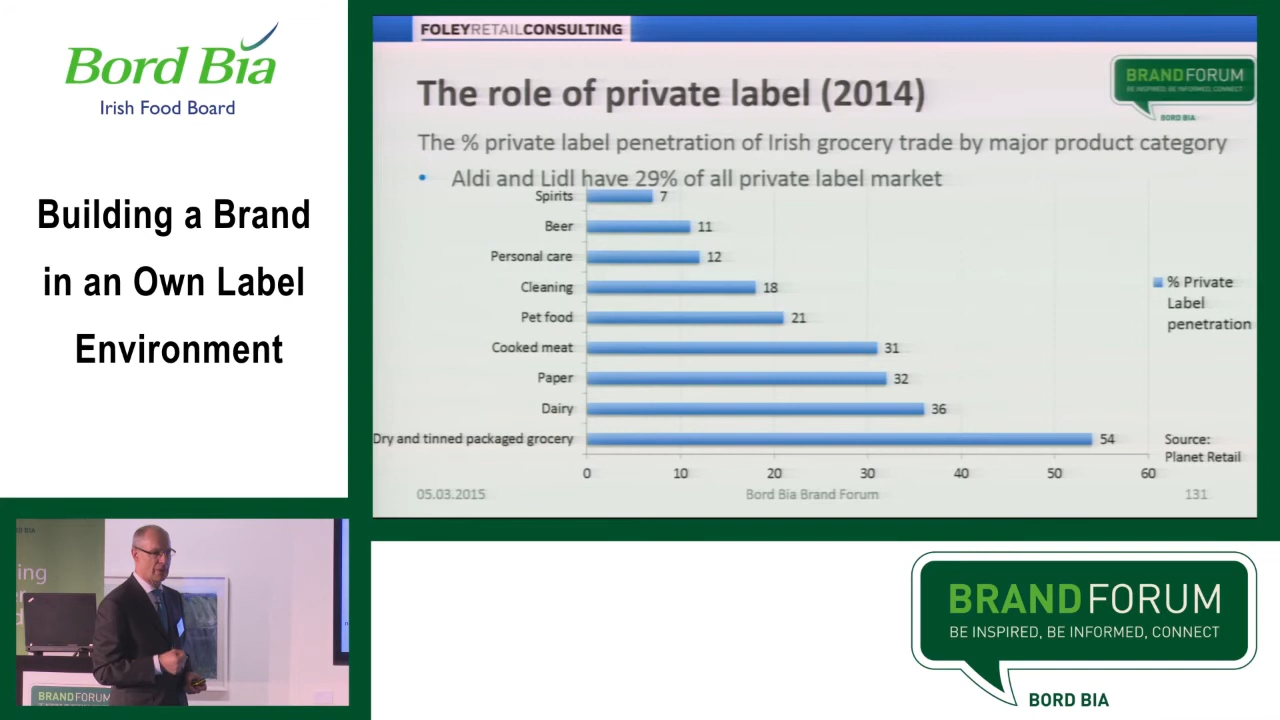 Bord Bia
Irish Food Board
Building a Brand
in an Own Label
Environment
FOLEYRETAILCONSULTING
BRANDFORUM
BE INSPIRED, BE INFORMED, CONNECT
BORD BIA
The role of private label (2014)
The % private label penetration of Irish grocery trade by major product category
• Aldi and Lidl have 29% of all private label market
Spirits 7
Beer 11
Personal care 12
Cleaning 18
Pet food 21
Cooked meat 31
Paper 32
Dairy 36
Dry and tinned packaged grocery 54
0 10 20 30 40 50 60
% Private
Label
penetration
Source:
Planet Retail
05.03.2015 Bord Bia Brand Forum 131
ing
BRANDFORUM
BRANDFORUM
BE INSPIRED, BE INFORMED, CONNECT
BORD BIA